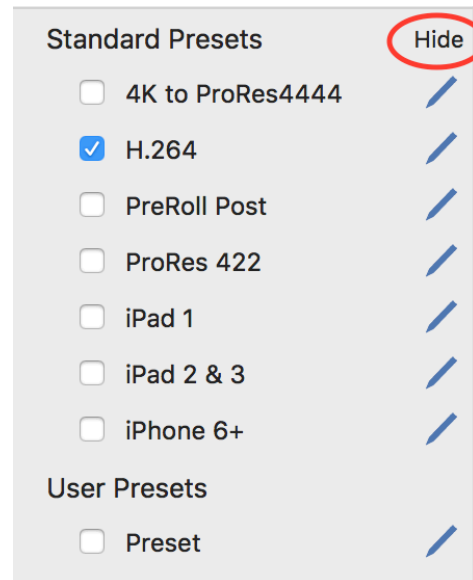 Standard Presets Hide
4K to ProRes4444
H.264
PreRoll Post
ProRes 422
iPad 1
iPad 2 & 3
iPhone 6+
User Presets
Preset